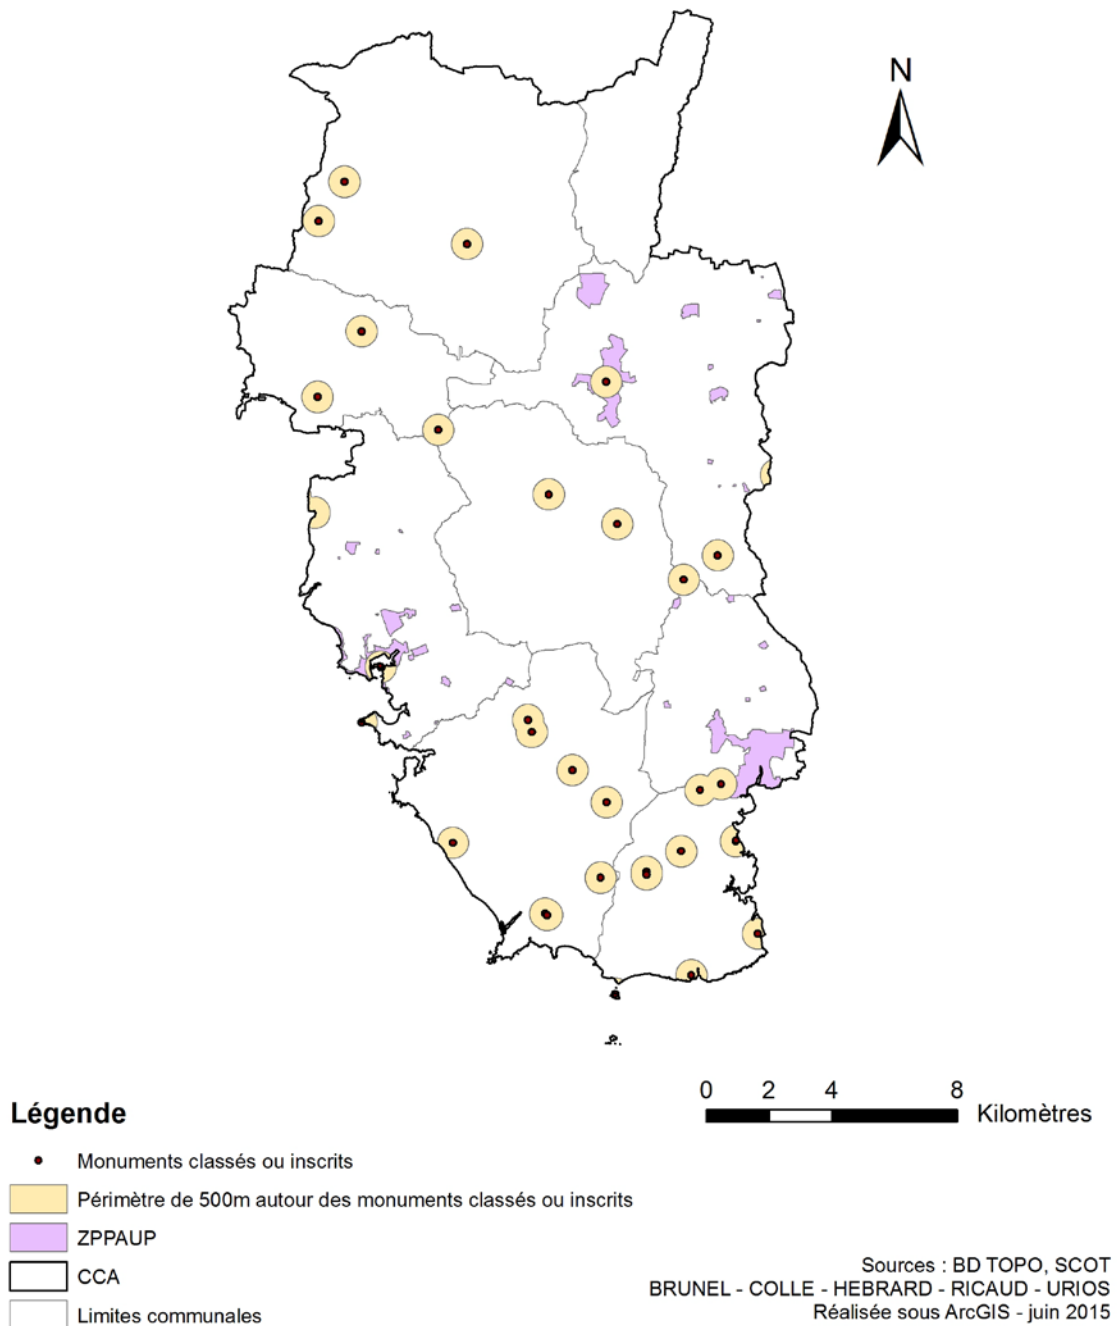 N
0 2 4 8
Kilomètres
Légende
Monuments classés ou inscrits
Périmètre de 500m autour des monuments classés ou inscrits
ZPPAUP
CCA
Limites communales
Sources : BD TOPO, SCOT
BRUNEL - COLLE - HEBRARD - RICAUD - URIOS
Réalisée sous ArcGIS - juin 2015